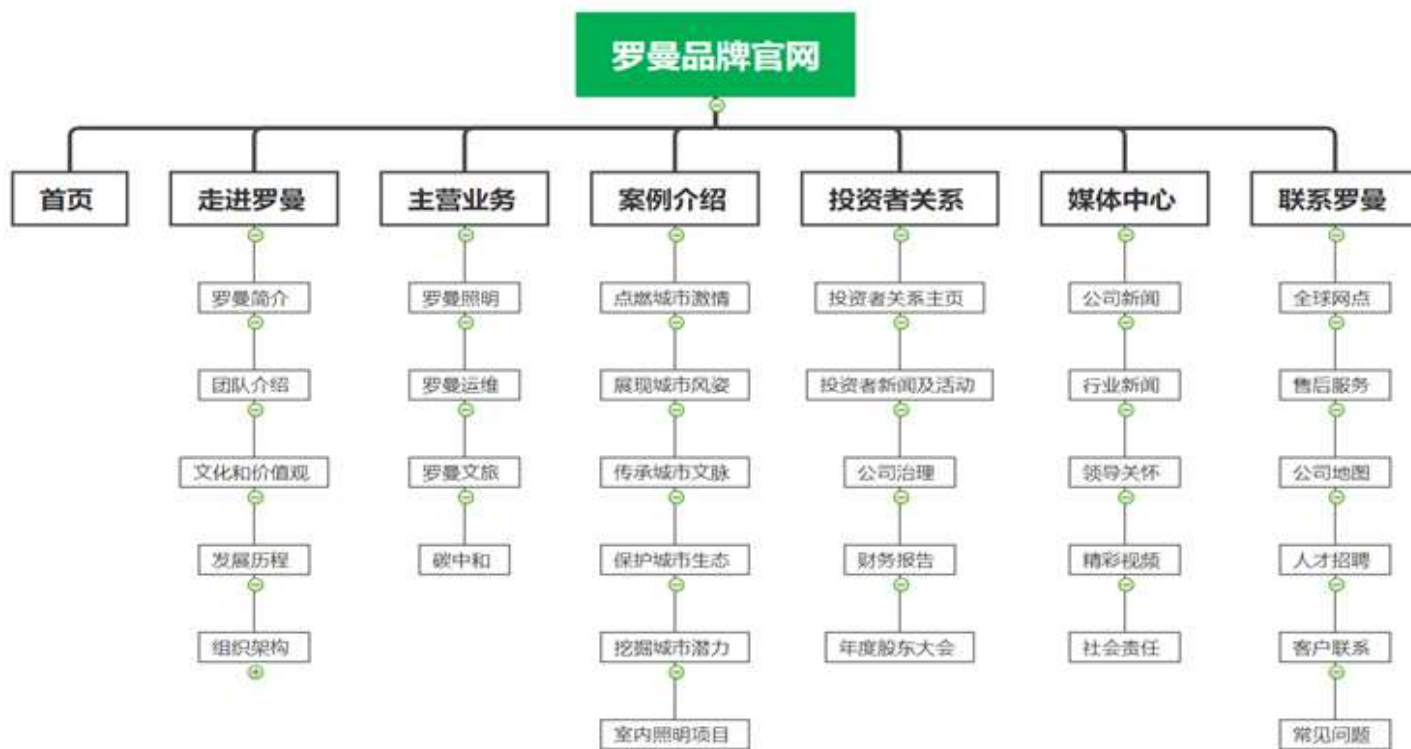 罗曼品牌官网
首页
走进罗曼
主营业务
案例介绍
投资者关系
媒体中心
联系罗曼
罗曼简介
罗曼照明
点燃城市激情
投资者关系主页
公司新闻
全球网点
团队介绍
罗曼运维
展现城市风姿
投资者新闻及活动
行业新闻
售后服务
文化和价值观
罗曼文旅
传承城市文脉
公司治理
领导关怀
公司地图
发展历程
碳中和
保护城市生态
财务报告
精彩视频
人才招聘
组织架构
挖掘城市潜力
年度股东大会
社会责任
客户联系
室内照明项目
常见问题